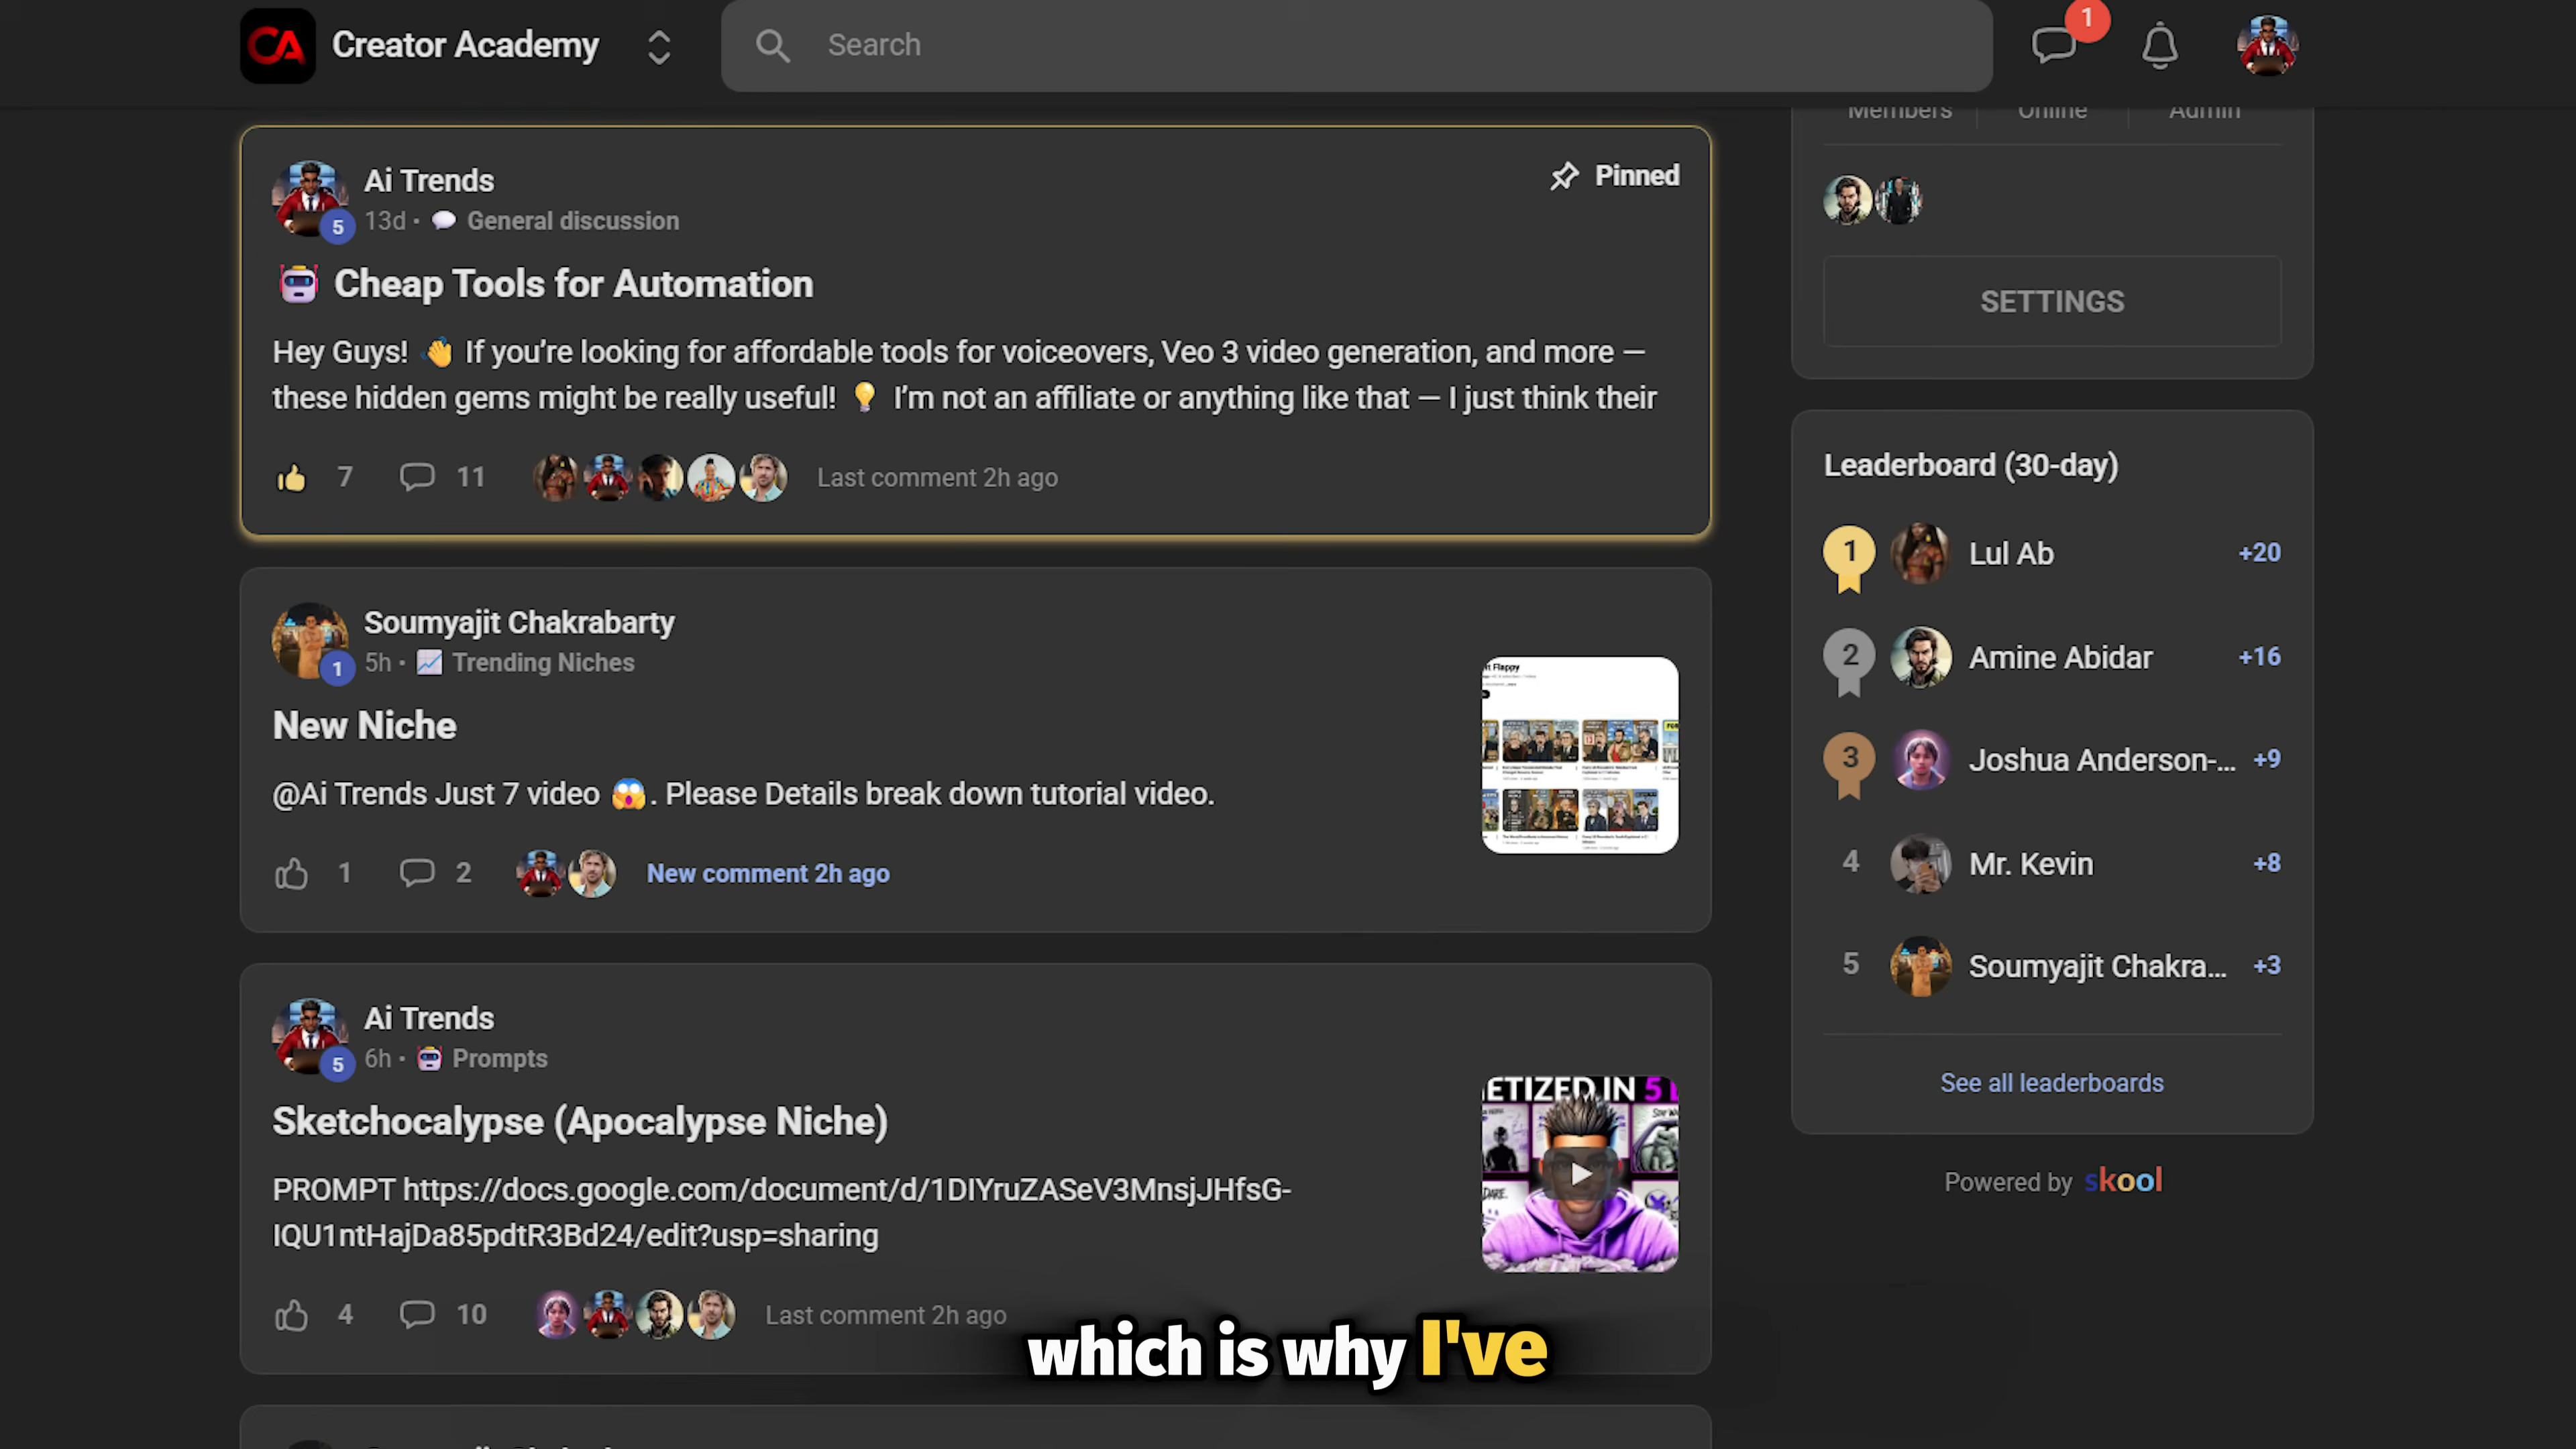 CA Creator Academy
Search
1
Members Online Admin
Ai Trends
Pinned
5
13d • General discussion
Cheap Tools for Automation
Hey Guys! 👋 If you're looking for affordable tools for voiceovers, Veo 3 video generation, and more —
these hidden gems might be really useful! 💡 I'm not an affiliate or anything like that — I just think their
7 11 Last comment 2h ago
SETTINGS
Soumyajit Chakrabarty
1
5h • Trending Niches
New Niche
@Ai Trends Just 7 video 😱. Please Details break down tutorial video.
1 2 New comment 2h ago
Flappy
Ai Trends
5
6h • Prompts
Sketchocalypse (Apocalypse Niche)
PROMPT https://docs.google.com/document/d/1DIYruZASeV3MnsjJHfsG-
IQU1ntHajDa85pdtR3Bd24/edit?usp=sharing
4 10 Last comment 2h ago
ETIZED IN 5
DARE.
Leaderboard (30-day)
1 Lul Ab +20
2 Amine Abidar +16
3 Joshua Anderson-... +9
4 Mr. Kevin +8
5 Soumyajit Chakra... +3
See all leaderboards
Powered by skool
which is why I've